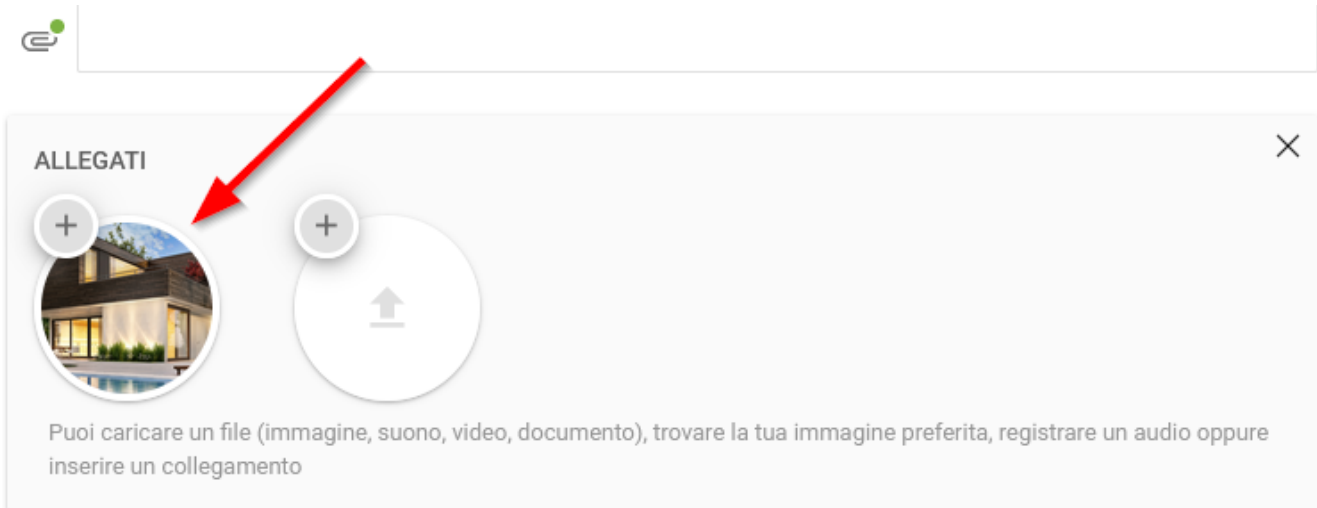 ALLEGATI
Puoi caricare un file (immagine, suono, video, documento), trovare la tua immagine preferita, registrare un audio oppure
inserire un collegamento